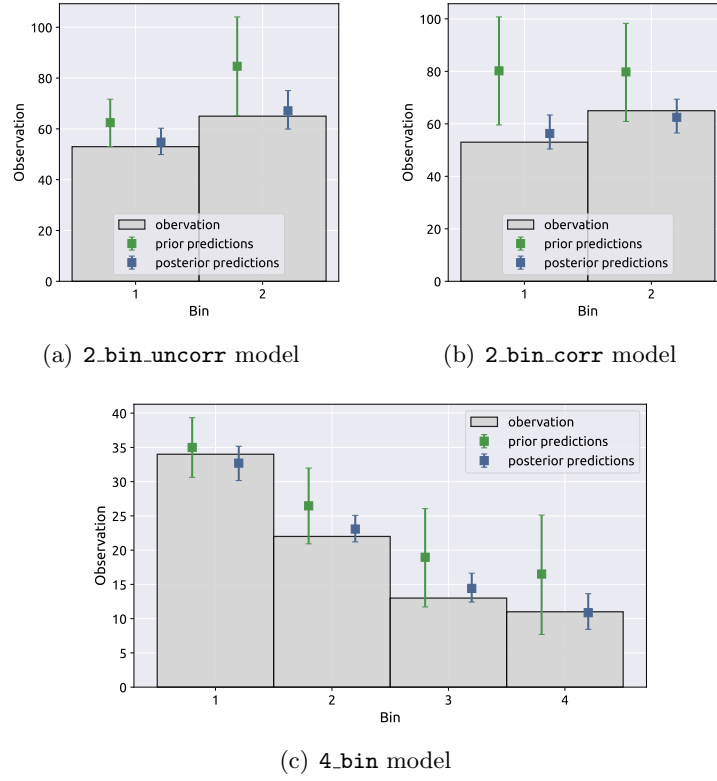 100
80
60
40
20
0
Observation
obervation
prior predictions
posterior predictions
1
2
Bin
(a) 2_bin_uncorr model
100
80
60
40
20
0
Observation
obervation
prior predictions
posterior predictions
1
2
Bin
(b) 2_bin_corr model
40
35
30
25
20
15
10
5
0
Observation
obervation
prior predictions
posterior predictions
1
2
3
4
Bin
(c) 4_bin model